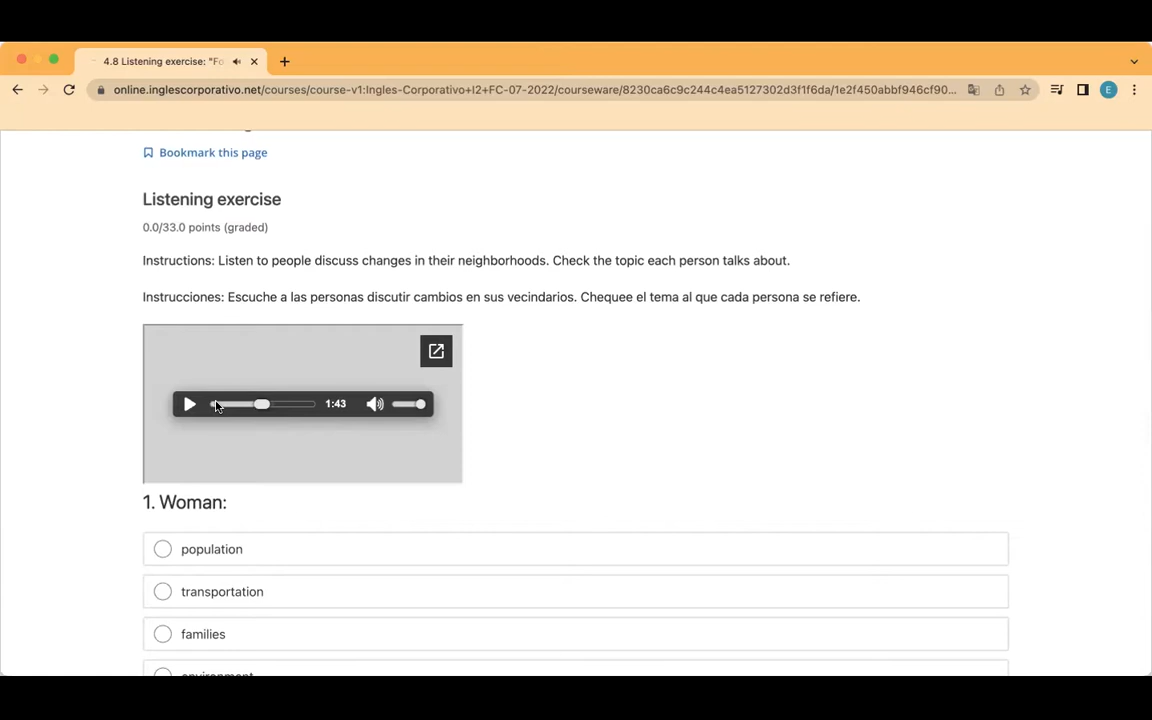 4.8 Listening exercise: "Fo
online.inglescorporativo.net/courses/course-v1:Ingles-Corporativo+I2+FC-07-2022/courseware/8230ca6c9c244c4ea5127302d3f1f6da/1e2f450abbf946cf90...
E
Bookmark this page
Listening exercise
0.0/33.0 points (graded)
Instructions: Listen to people discuss changes in their neighborhoods. Check the topic each person talks about.
Instrucciones: Escuche a las personas discutir cambios en sus vecindarios. Chequee el tema al que cada persona se refiere.
1:43
1. Woman:
population
transportation
families
environment